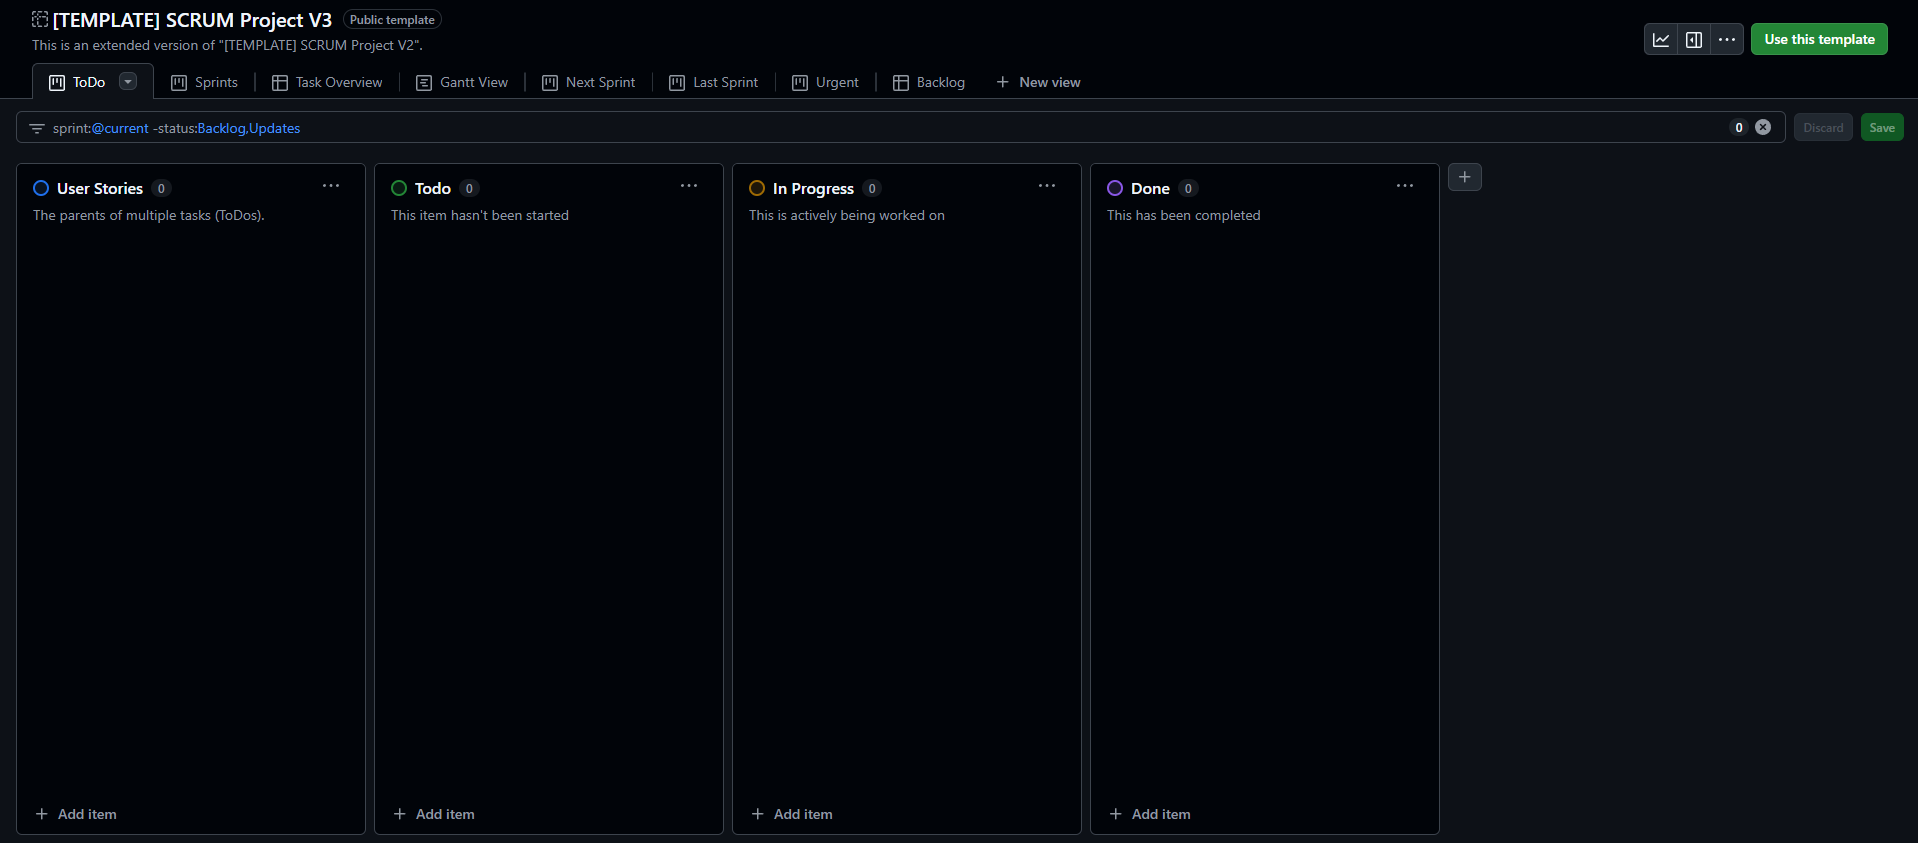 [TEMPLATE] SCRUM Project V3 Public template
This is an extended version of "[TEMPLATE] SCRUM Project V2".
Use this template
ToDo Sprints Task Overview Gantt View Next Sprint Last Sprint Urgent Backlog New view
sprint:@current -status:Backlog,Updates 0 Discard Save
User Stories 0
The parents of multiple tasks (ToDos).
Add item
Todo 0
This item hasn't been started
Add item
In Progress 0
This is actively being worked on
Add item
Done 0
This has been completed
Add item